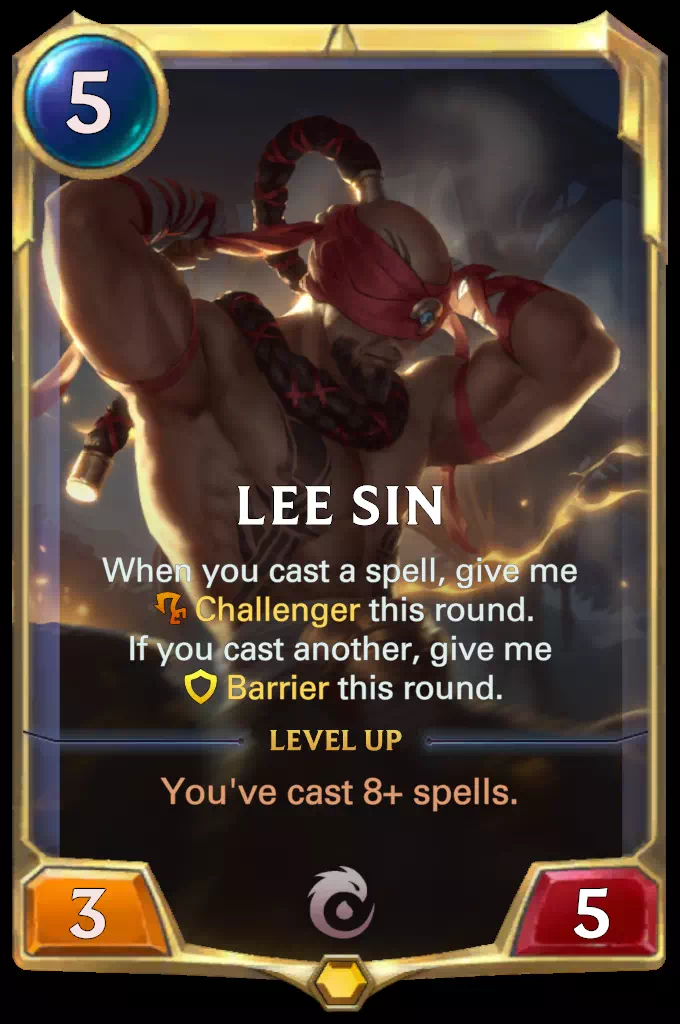 5
LEE SIN
When you cast a spell, give me
Challenger this round.
If you cast another, give me
Barrier this round.
LEVEL UP
You've cast 8+ spells.
3
5